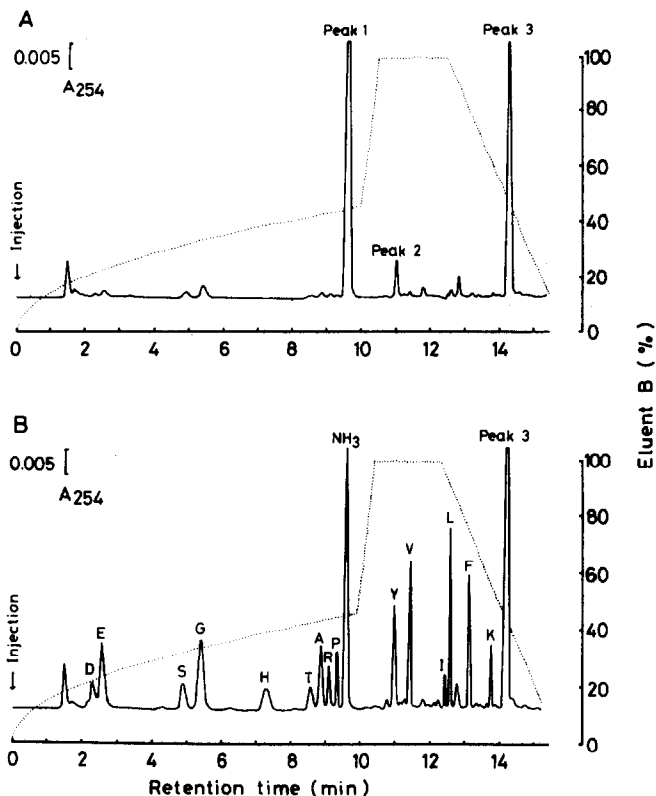 A
Peak 1
Peak 3
0.005
A254
Injection
Peak 2
100
80
60
40
20
0
0 2 4 6 8 10 12 14
Eluent B (%)
B
NH3
Peak 3
0.005
A254
Injection
D E S G H T A R P Y V I L F K
100
80
60
40
20
0
0 2 4 6 8 10 12 14
Retention time (min)